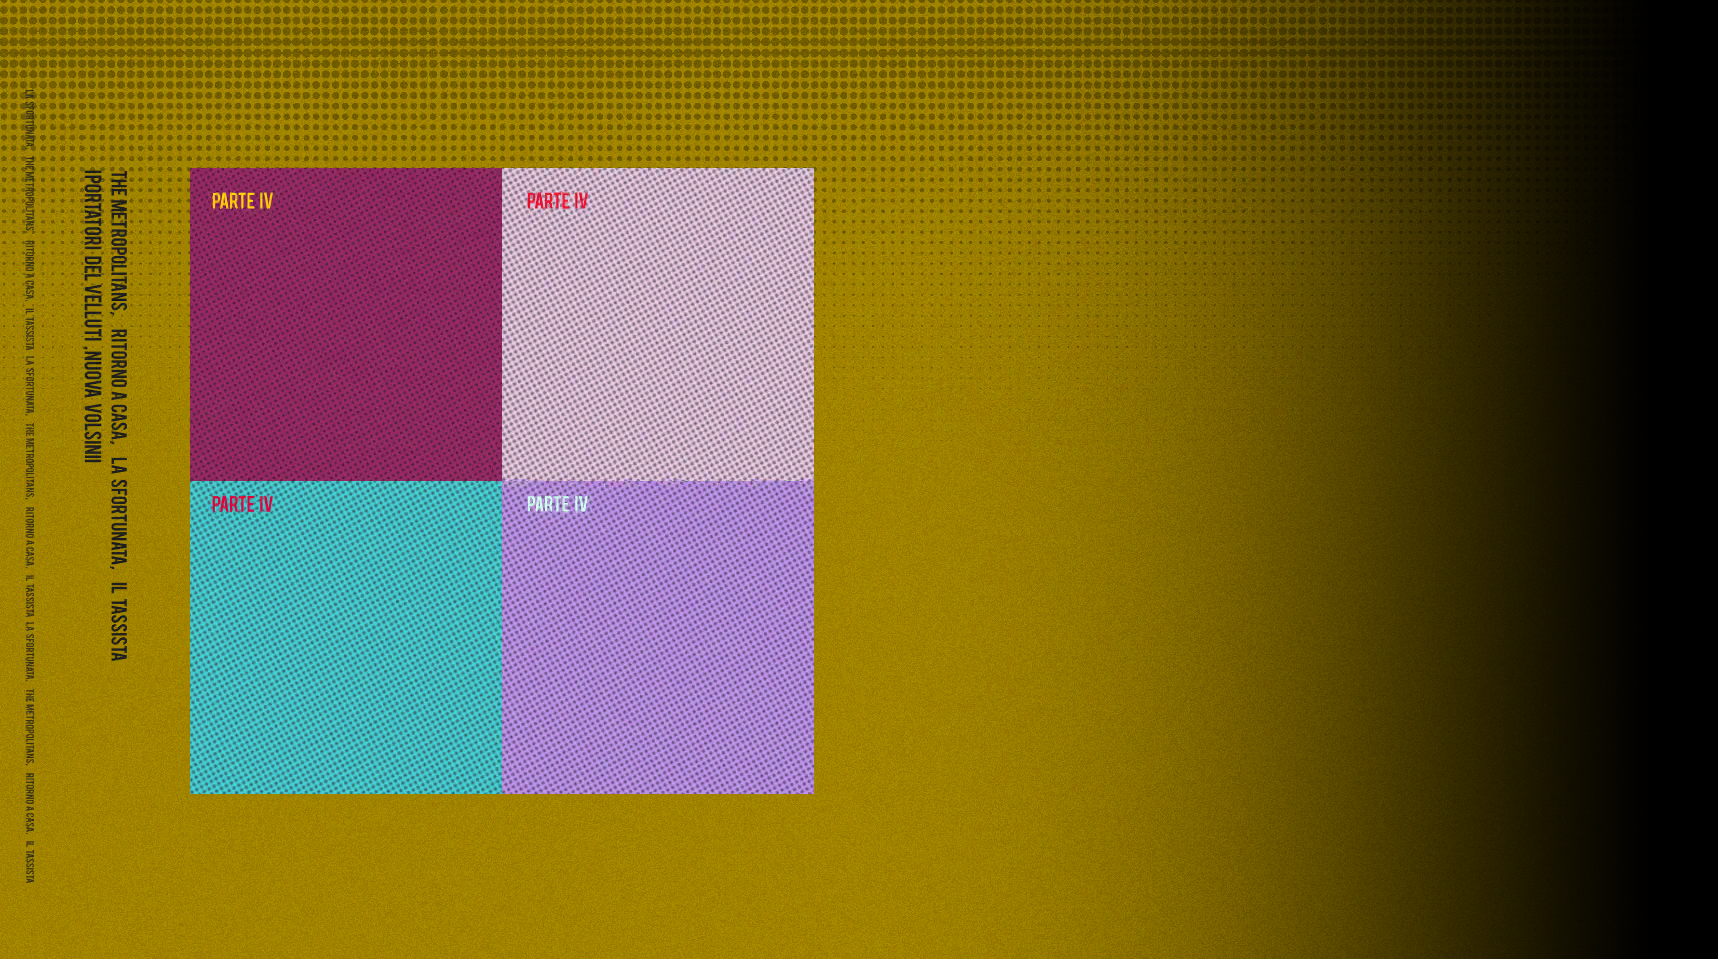 LA SFORTUNATA, THE METROPOLITANS, RITORNO A CASA, IL TASSISTA LA SFORTUNATA, THE METROPOLITANS, RITORNO A CASA, IL TASSISTA LA SFORTUNATA, THE METROPOLITANS, RITORNO A CASA, IL TASSISTA
THE METROPOLITANS, RITORNO A CASA, LA SFORTUNATA, IL TASSISTA
IPORTATORI DEL VELLUTI ,NUOVA VOLSINII
PARTE IV
PARTE IV
PARTE IV
PARTE IV